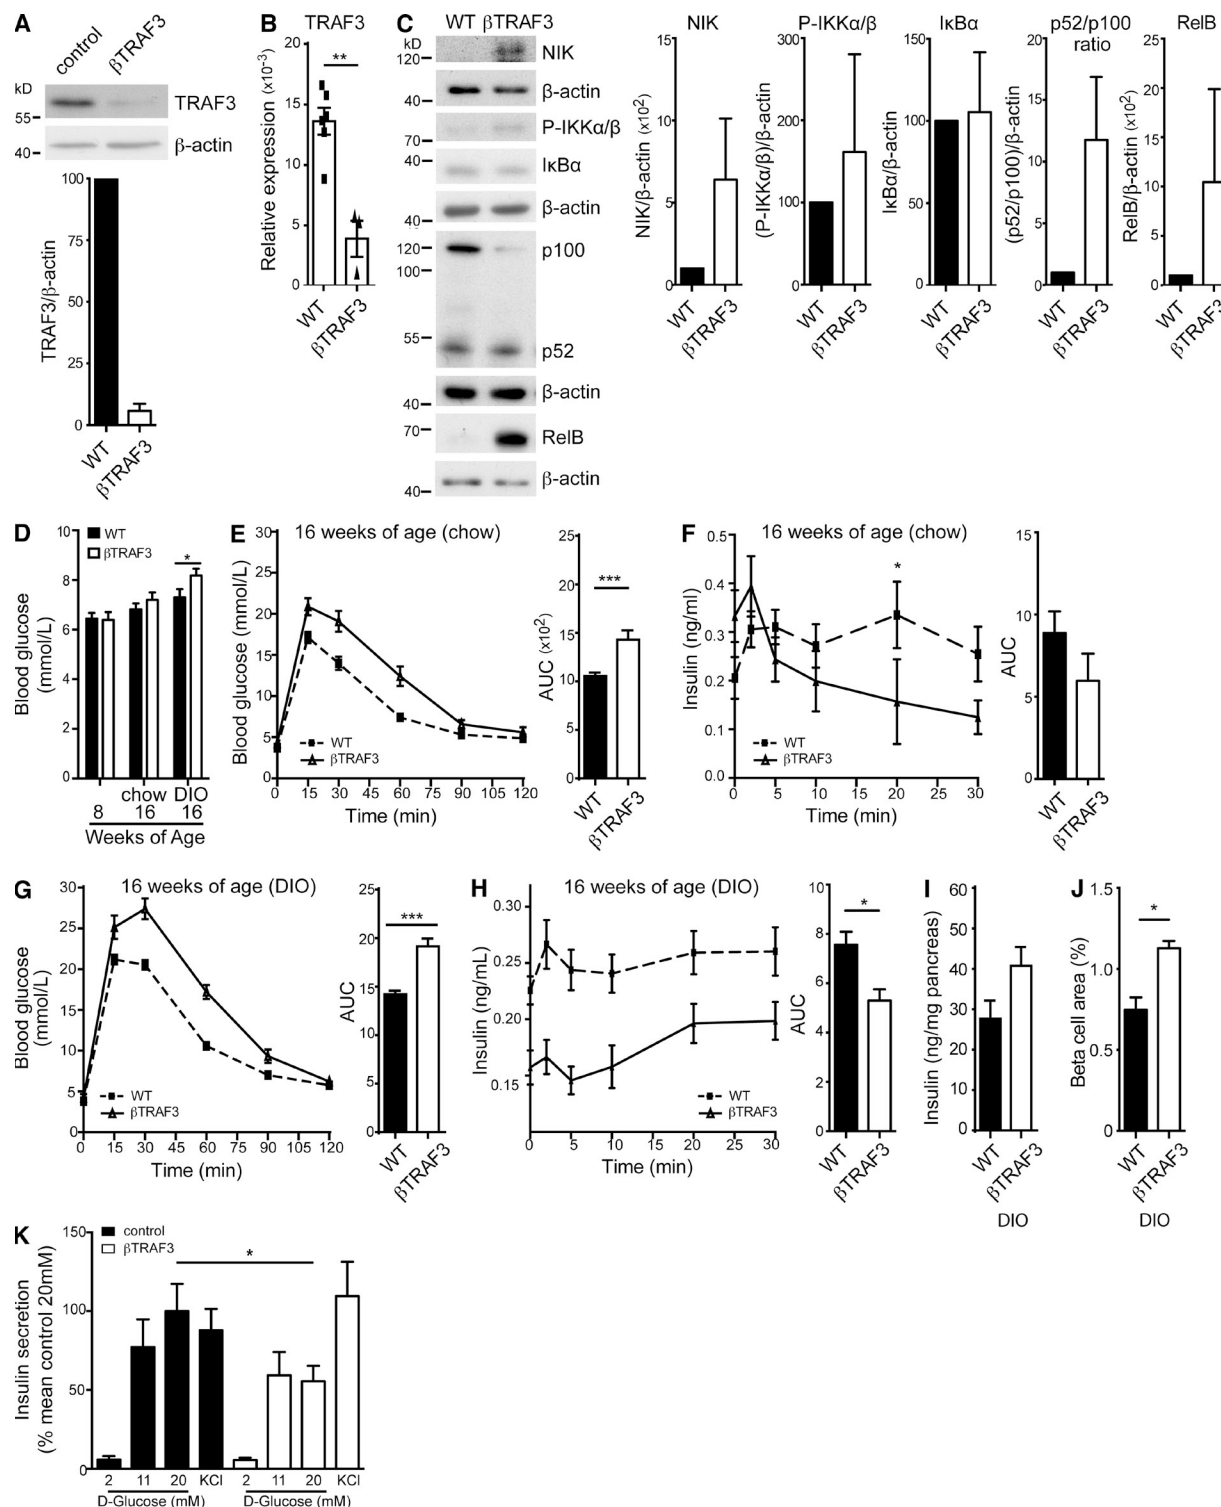 A
control
βTRAF3
kD
55
TRAF3
40
β-actin
100
75
50
25
0
TRAF3/β-actin
WT
βTRAF3
B
TRAF3
20
15
10
5
0
Relative expression (x10-3)
**
WT
βTRAF3
C
WT βTRAF3
kD
120
NIK
40
β-actin
70
P-IKKα/β
40
IκBα
40
β-actin
120
100
p100
55
p52
40
β-actin
70
RelB
40
β-actin
NIK
10
5
0
NIK/β-actin (x102)
WT
βTRAF3
P-IKKα/β
300
200
100
0
(P-IKKα/β)/β-actin
WT
βTRAF3
IκBα
150
100
50
0
IκBα/β-actin
WT
βTRAF3
p52/p100
ratio
20
15
10
5
0
(p52/p100)/β-actin
WT
βTRAF3
RelB
25
20
15
10
5
0
RelB/β-actin (x102)
WT
βTRAF3
D
WT
βTRAF3
*
10
8
6
4
2
0
Blood glucose
(mmol/L)
chow DIO
8 16 16
Weeks of Age
E
16 weeks of age (chow)
30
25
20
15
10
5
0
Blood glucose (mmol/L)
WT
βTRAF3
0 15 30 45 60 75 90 105 120
Time (min)
25
20
15
10
5
0
AUC (x102)
***
WT
βTRAF3
F
16 weeks of age (chow)
0.5
0.4
0.3
0.2
0.1
0.0
Insulin (ng/ml)
*
WT
βTRAF3
0 5 10 15 20 25 30
Time (min)
15
10
5
0
AUC
WT
βTRAF3
G
16 weeks of age (DIO)
30
25
20
15
10
5
0
Blood glucose
(mmol/L)
WT
βTRAF3
0 15 30 45 60 75 90 105 120
Time (min)
25
20
15
10
5
0
AUC
***
WT
βTRAF3
H
16 weeks of age (DIO)
0.30
0.25
0.20
0.15
Insulin (ng/mL)
WT
βTRAF3
0 5 10 20 30
Time (min)
10
8
6
4
2
0
AUC
*
WT
βTRAF3
I
60
50
40
30
20
10
0
Insulin (ng/mg pancreas)
WT
βTRAF3
DIO
J
1.5
1.0
0.5
0
Beta cell area (%)
*
WT
βTRAF3
DIO
K
control
βTRAF3
*
150
100
50
0
Insulin secretion
(% mean control 20mM)
2 11 20 KCl 2 11 20 KCl
D-Glucose (mM) D-Glucose (mM)